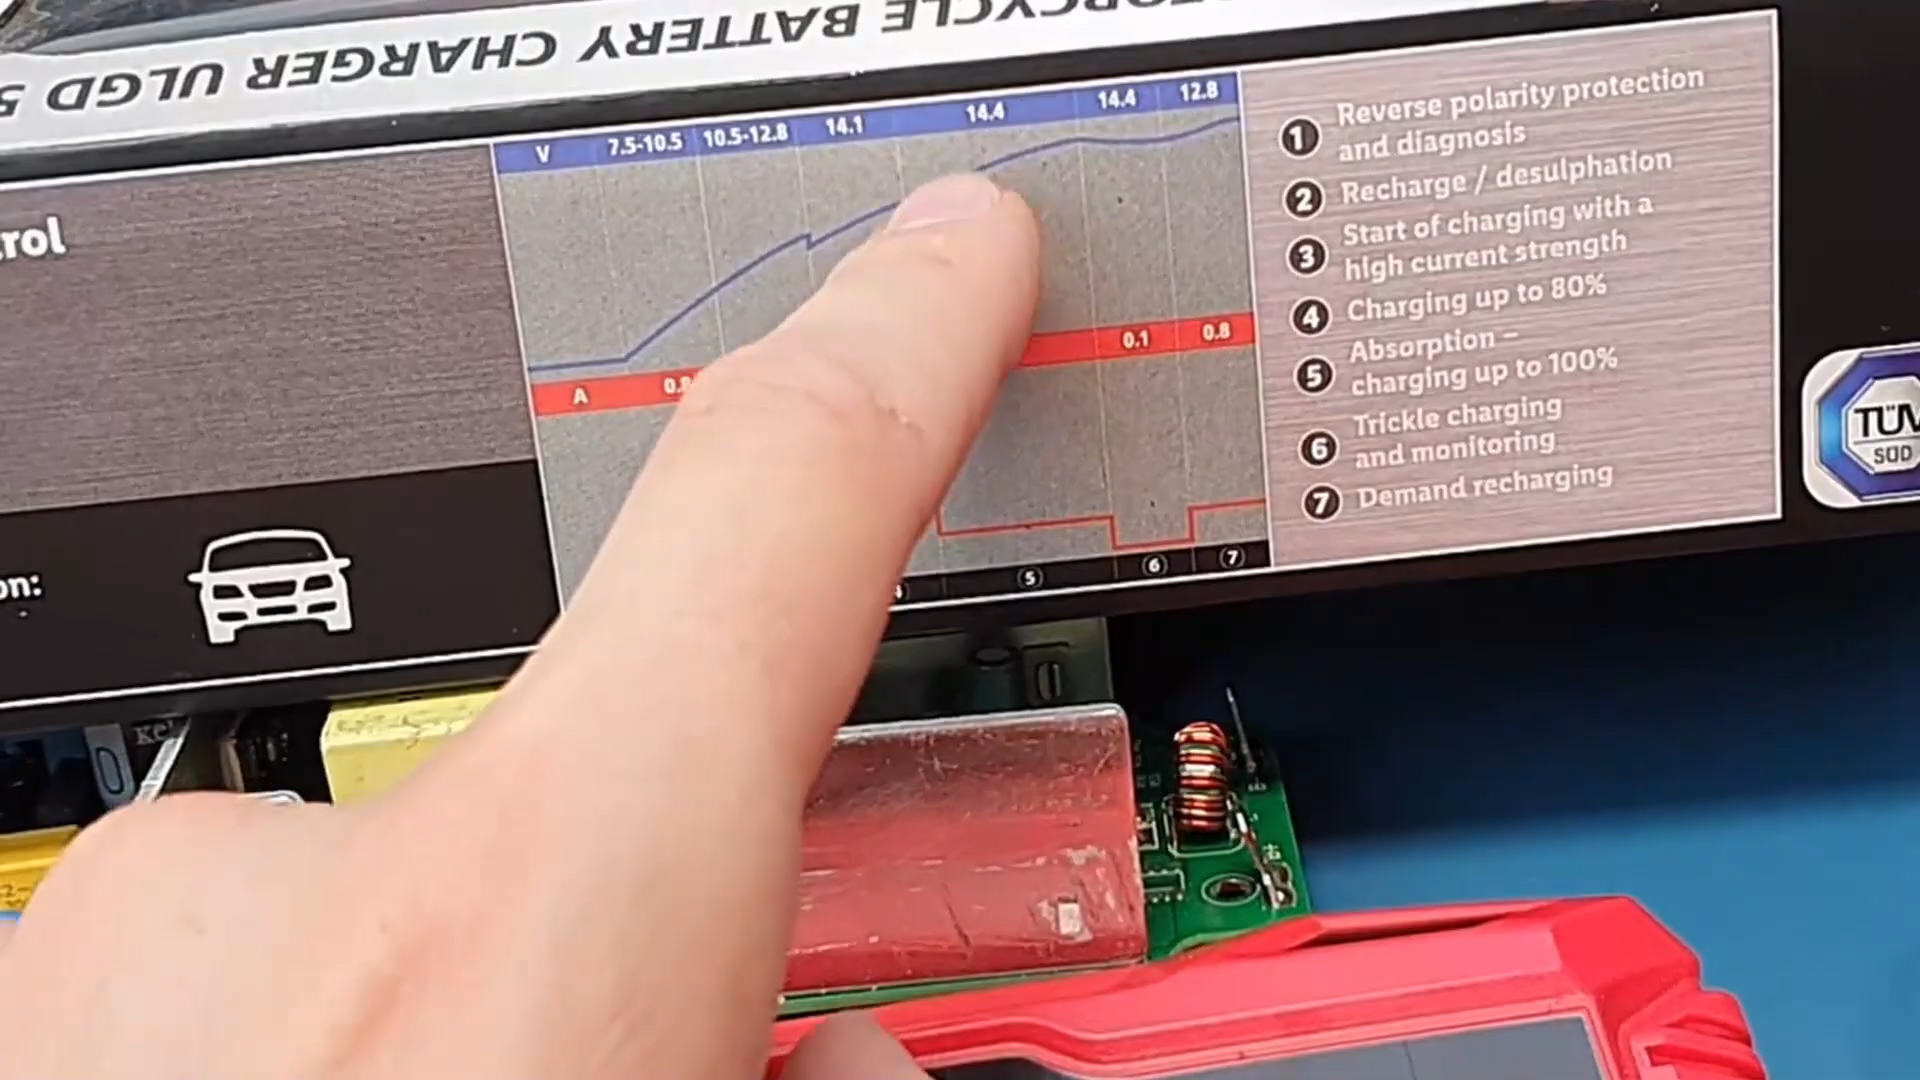 BATTERY CHARGER ULGD 5
rol
on:
V 7.5-10.5 10.5-12.8 14.1 14.4 14.4 12.8
A 0.8 0.1 0.8
5 6 7
1 Reverse polarity protection
and diagnosis
2 Recharge / desulphation
3 Start of charging with a
high current strength
4 Charging up to 80%
5 Absorption –
charging up to 100%
6 Trickle charging
and monitoring
7 Demand recharging
TÜV
SÜD